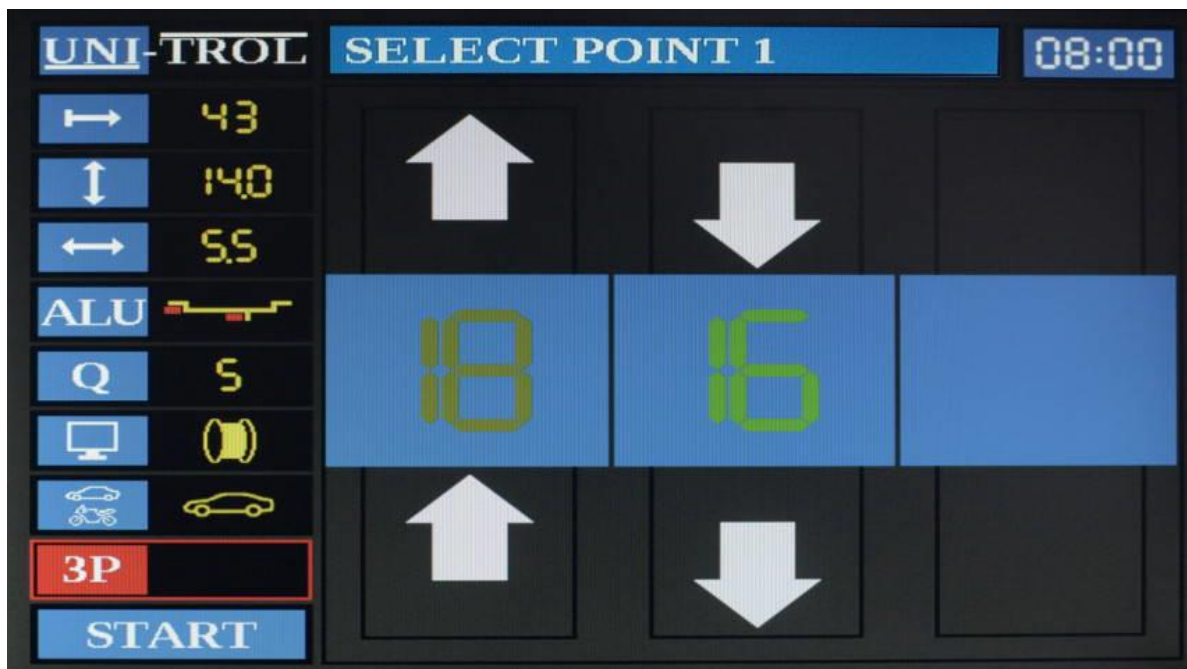 UNI-TROL
SELECT POINT 1
08:00
43
14.0
5.5
ALU
Q
5
3P
START
18
16